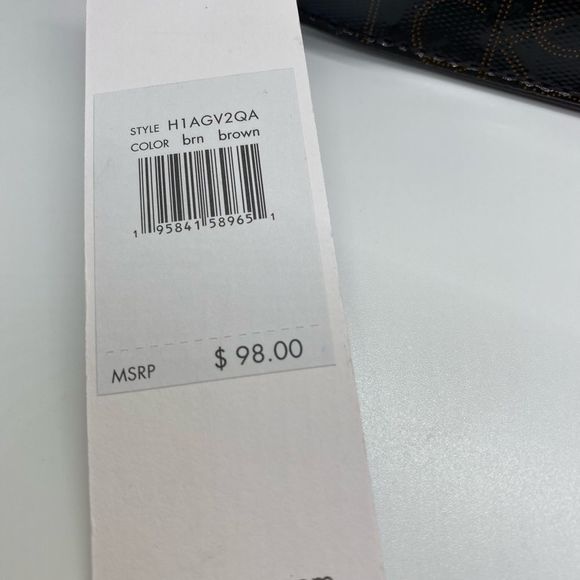 STYLE H1AGV2QA
COLOR brn brown
1 95841 58965 1
MSRP $ 98.00